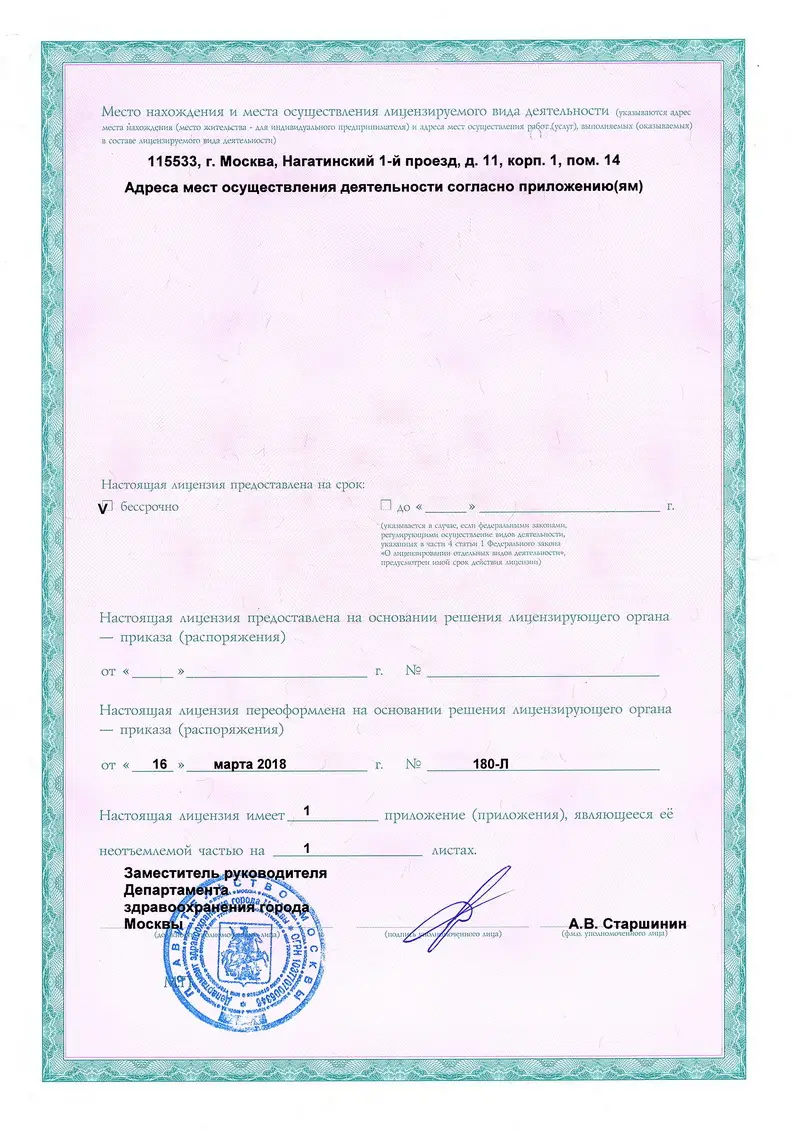 Место нахождения и места осуществления лицензируемого вида деятельности (указываются адрес
места нахождения (место жительства - для индивидуального предпринимателя) и адреса мест осуществления работ (услуг), выполняемых (оказываемых)
в составе лицензируемого вида деятельности)
115533, г. Москва, Нагатинский 1-й проезд, д. 11, корп. 1, пом. 14
Адреса мест осуществления деятельности согласно приложению(ям)
Настоящая лицензия предоставлена на срок:
V бессрочно
до « » г.
(указывается в случае, если федеральными законами,
регулирующими осуществление видов деятельности,
указанных в части 4 статьи 1 Федерального закона
«О лицензировании отдельных видов деятельности»,
предусмотрен иной срок действия лицензии)
Настоящая лицензия предоставлена на основании решения лицензирующего органа
— приказа (распоряжения)
от « » г. №
Настоящая лицензия переоформлена на основании решения лицензирующего органа
— приказа (распоряжения)
от « 16 » марта 2018 г. № 180-Л
Настоящая лицензия имеет 1 приложение (приложения), являющееся её
неотъемлемой частью на 1 листах.
Заместитель руководителя
Департамента
здравоохранения города
Москвы
А.В. Старшинин
(подпись уполномоченного лица)
(ф.и.о. уполномоченного лица)
ПРАВИТЕЛЬСТВО МОСКВЫ
Департамент здравоохранения города Москвы